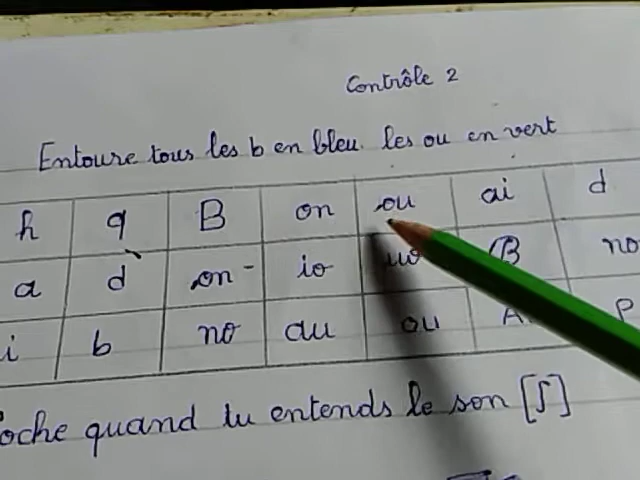 Contrôle 2
Entoure tous les b en bleu. les ou en vert
h q B on ou ai d
a d on io uo B no
i b no au ou A P
oche quand tu entends le son [ʃ]